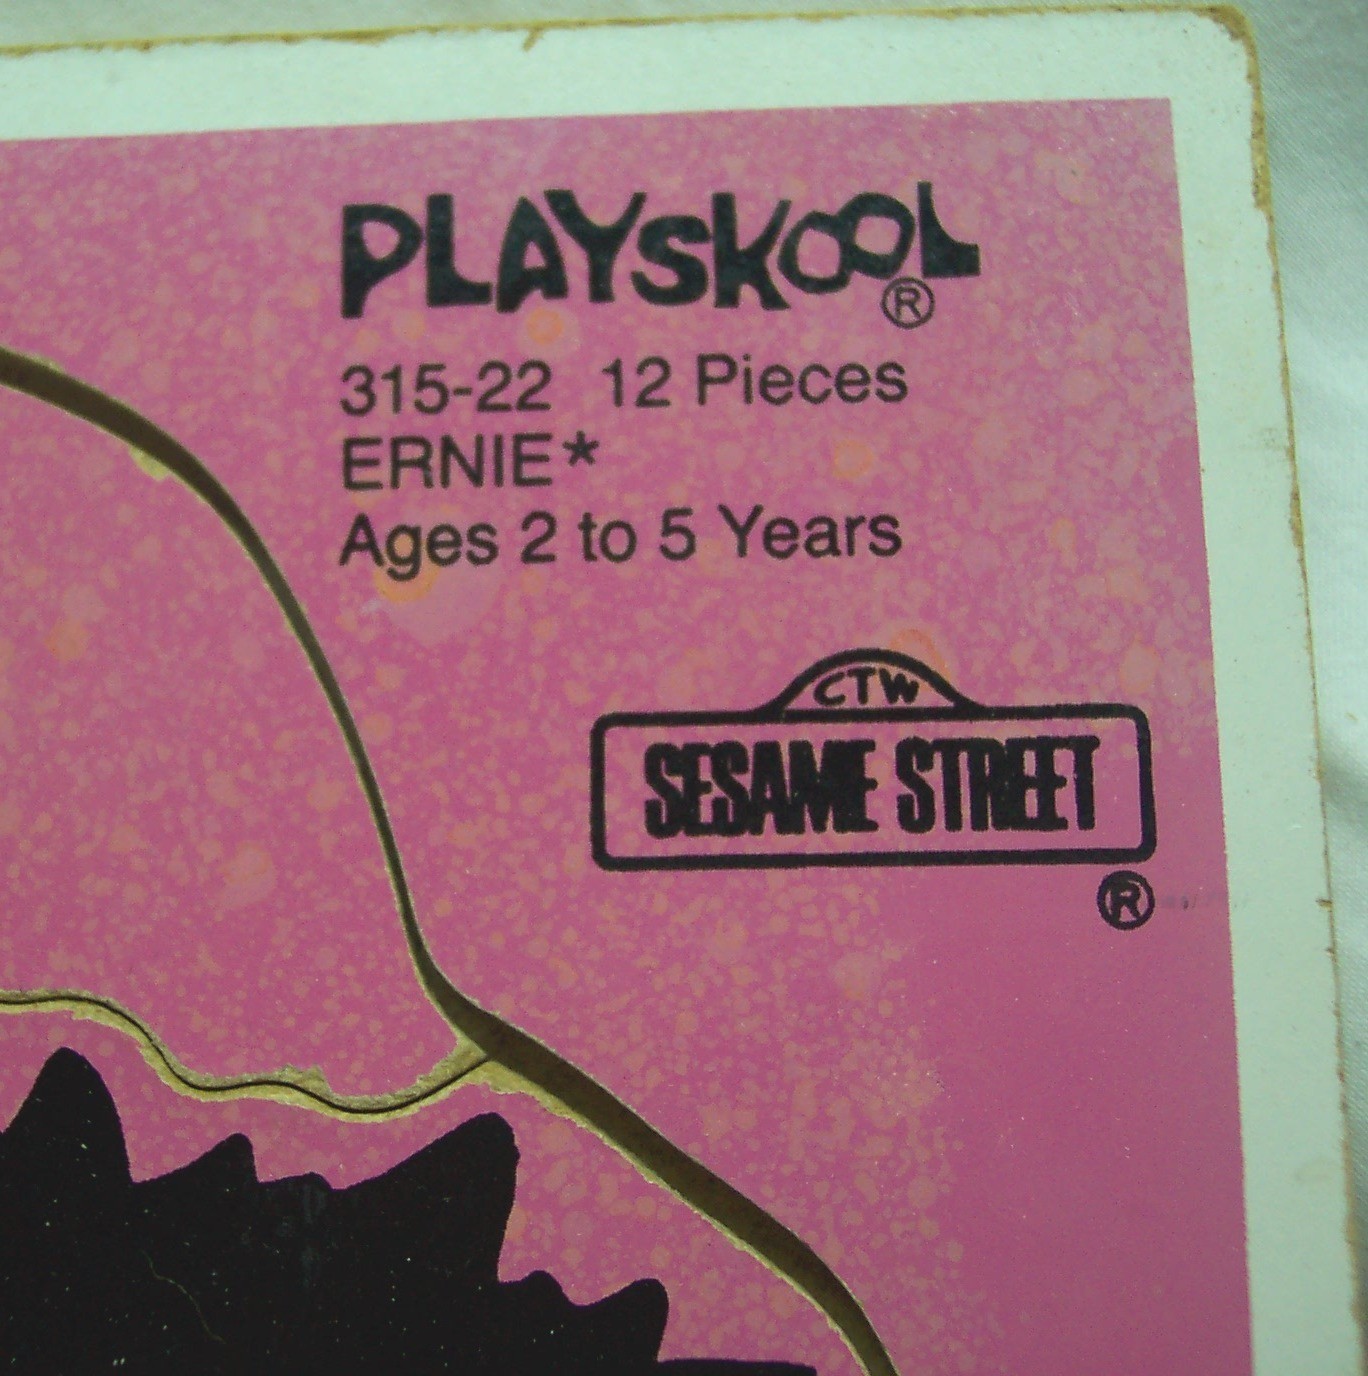 PLAYSKOOL®
315-22 12 Pieces
ERNIE*
Ages 2 to 5 Years
CTW
SESAME STREET
®